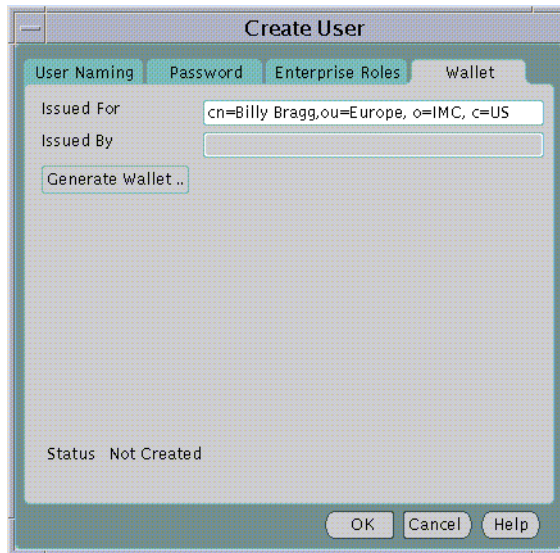 Create User
User Naming Password Enterprise Roles Wallet
Issued For cn=Billy Bragg,ou=Europe, o=IMC, c=US
Issued By
Generate Wallet ..
Status Not Created
OK Cancel Help